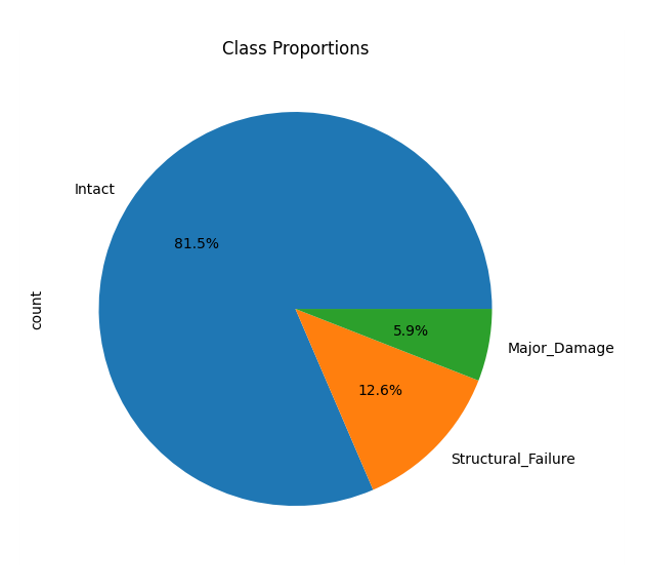 Class Proportions
Intact
81.5%
count
5.9%
Major_Damage
12.6%
Structural_Failure